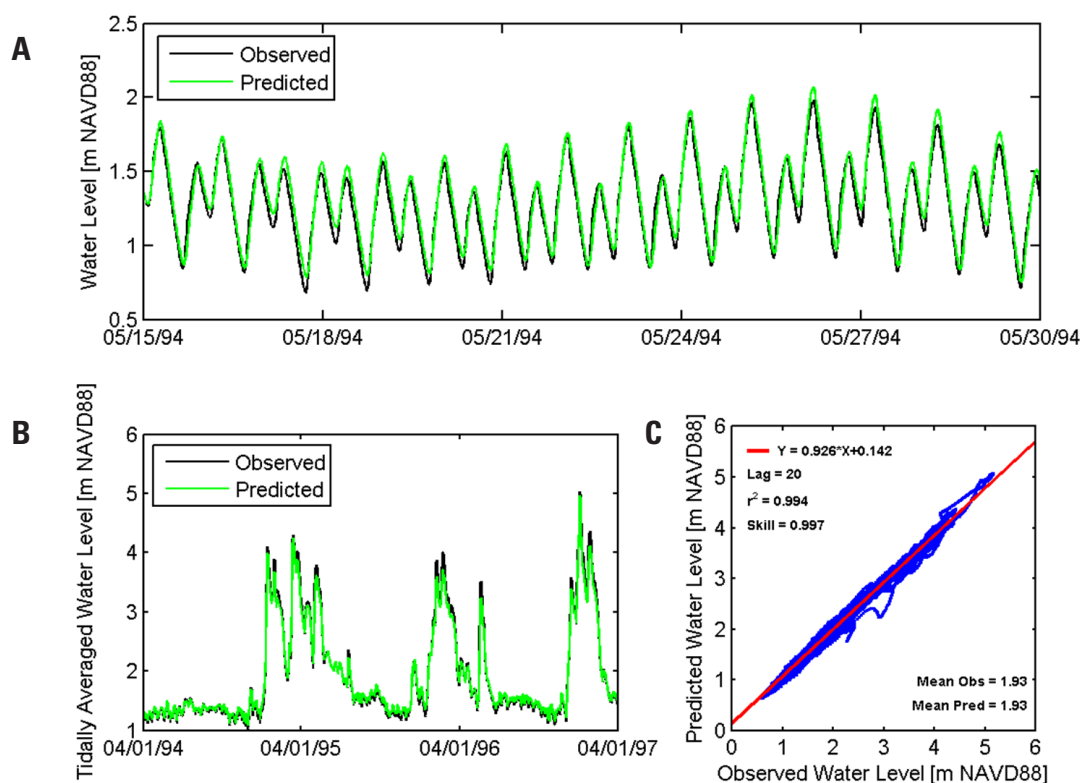 A
Water Level [m NAVD88]
2.5
2
1.5
1
0.5
Observed
Predicted
05/15/94 05/18/94 05/21/94 05/24/94 05/27/94 05/30/94
B
Tidally Averaged Water Level [m NAVD88]
6
5
4
3
2
1
Observed
Predicted
04/01/94 04/01/95 04/01/96 04/01/97
C
Predicted Water Level [m NAVD88]
6
5
4
3
2
1
0
Y = 0.926*X+0.142
Lag = 20
r² = 0.994
Skill = 0.997
Mean Obs = 1.93
Mean Pred = 1.93
0 1 2 3 4 5 6
Observed Water Level [m NAVD88]